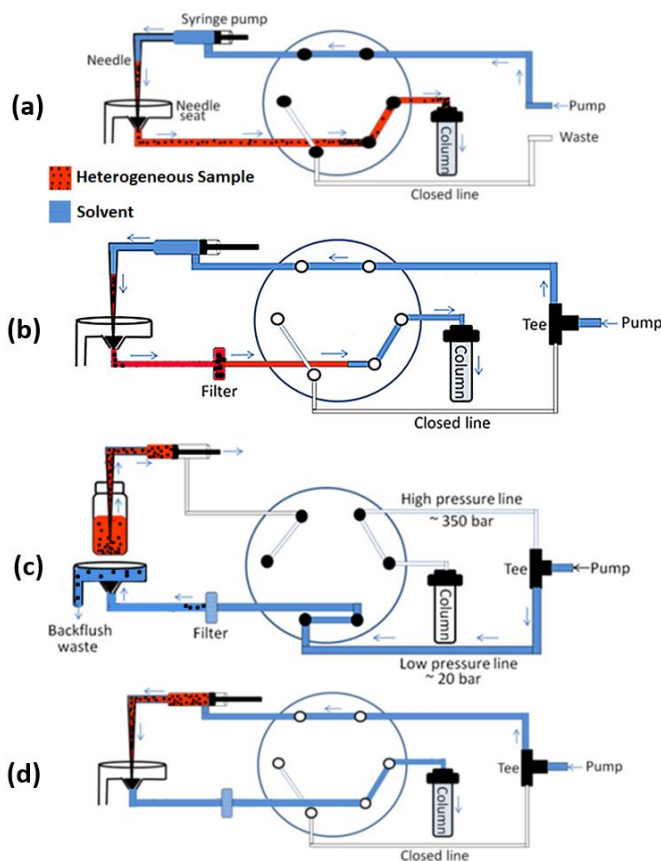 Syringe pump
Needle
(a)
Needle
seat
Column
Pump
Waste
Closed line
Heterogeneous Sample
Solvent
(b)
Filter
Column
Tee
Pump
Closed line
High pressure line
~ 350 bar
(c)
Tee
Pump
Column
Backflush
waste
Filter
Low pressure line
~ 20 bar
(d)
Column
Tee
Pump
Closed line